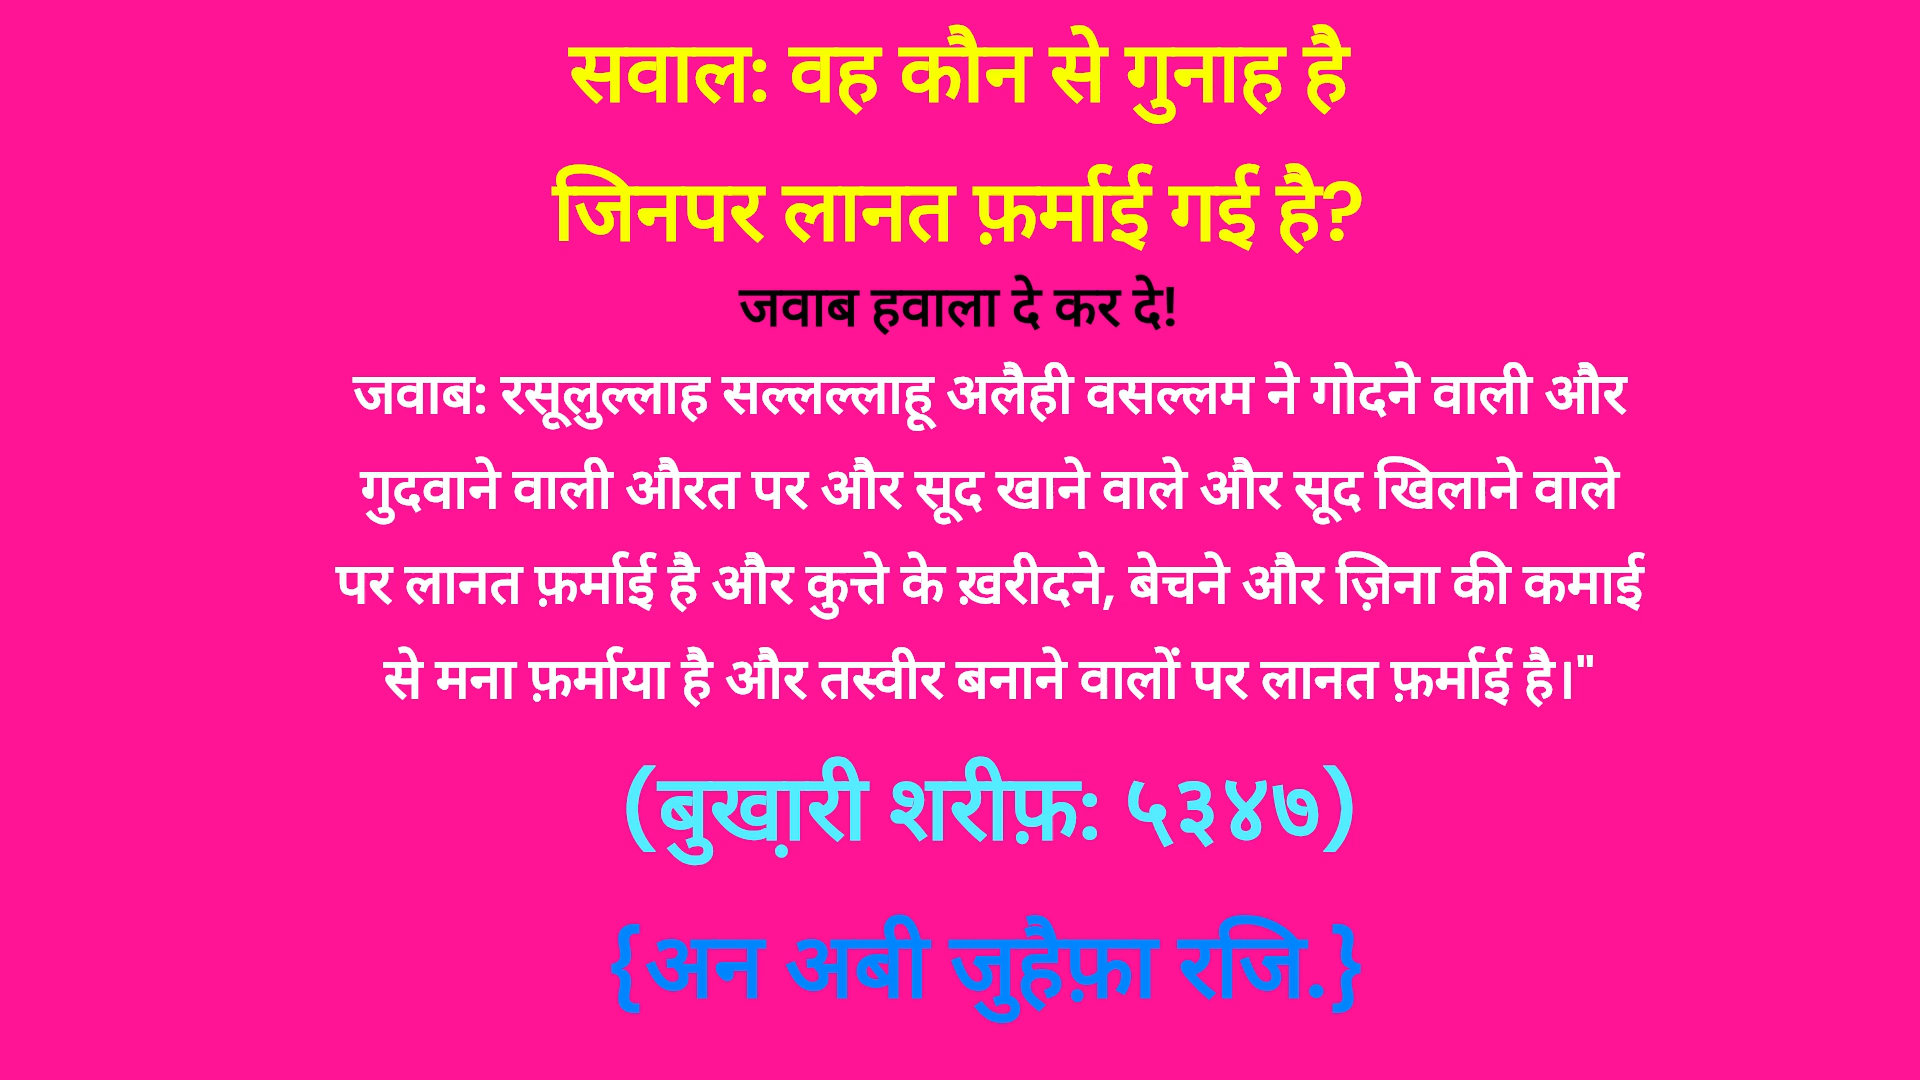 सवाल: वह कौन से गुनाह है
जिनपर लानत फ़र्माई गई है?
जवाब हवाला दे कर दे!
जवाब: रसूलुल्लाह सल्लल्लाहू अलैही वसल्लम ने गोदने वाली और
गुदवाने वाली औरत पर और सूद खाने वाले और सूद खिलाने वाले
पर लानत फ़र्माई है और कुत्ते के ख़रीदने, बेचने और ज़िना की कमाई
से मना फ़र्माया है और तस्वीर बनाने वालों पर लानत फ़र्माई है।"
(बुखा़री शरीफ़: ५३४७)
{अन अबी जुहैफ़ा रजि.}